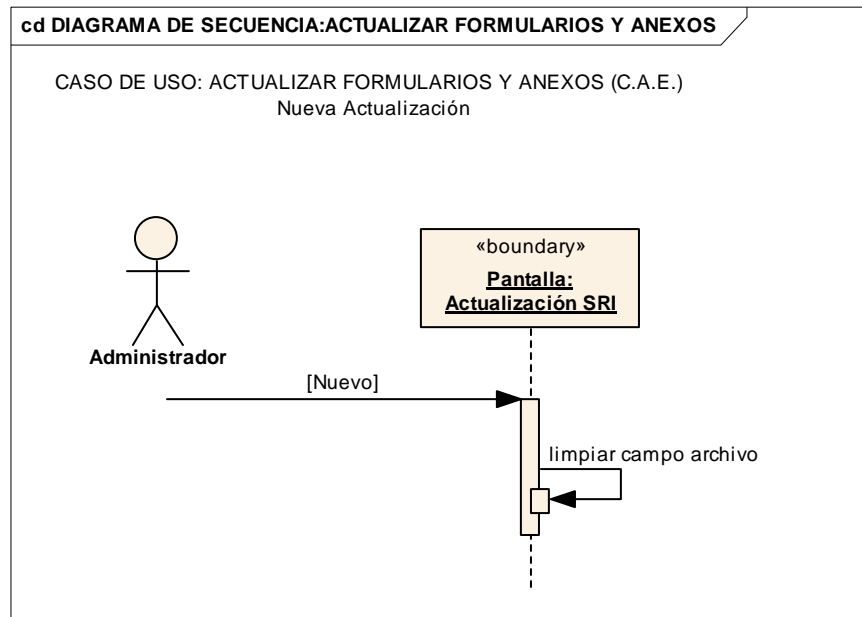 cd DIAGRAMA DE SECUENCIA:ACTUALIZAR FORMULARIOS Y ANEXOS
CASO DE USO: ACTUALIZAR FORMULARIOS Y ANEXOS (C.A.E.)
Nueva Actualización
«boundary»
Pantalla:
Actualización SRI
Administrador
[Nuevo]
limpiar campo archivo